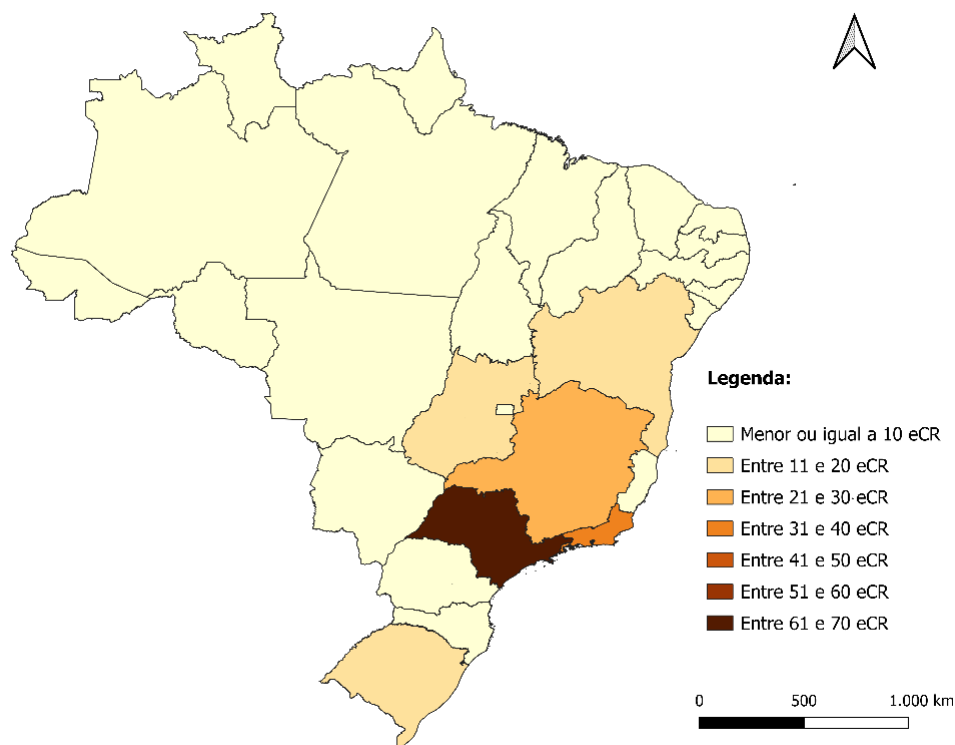 Legenda:
Menor ou igual a 10 eCR
Entre 11 e 20 eCR
Entre 21 e 30 eCR
Entre 31 e 40 eCR
Entre 41 e 50 eCR
Entre 51 e 60 eCR
Entre 61 e 70 eCR
0 500 1.000 km